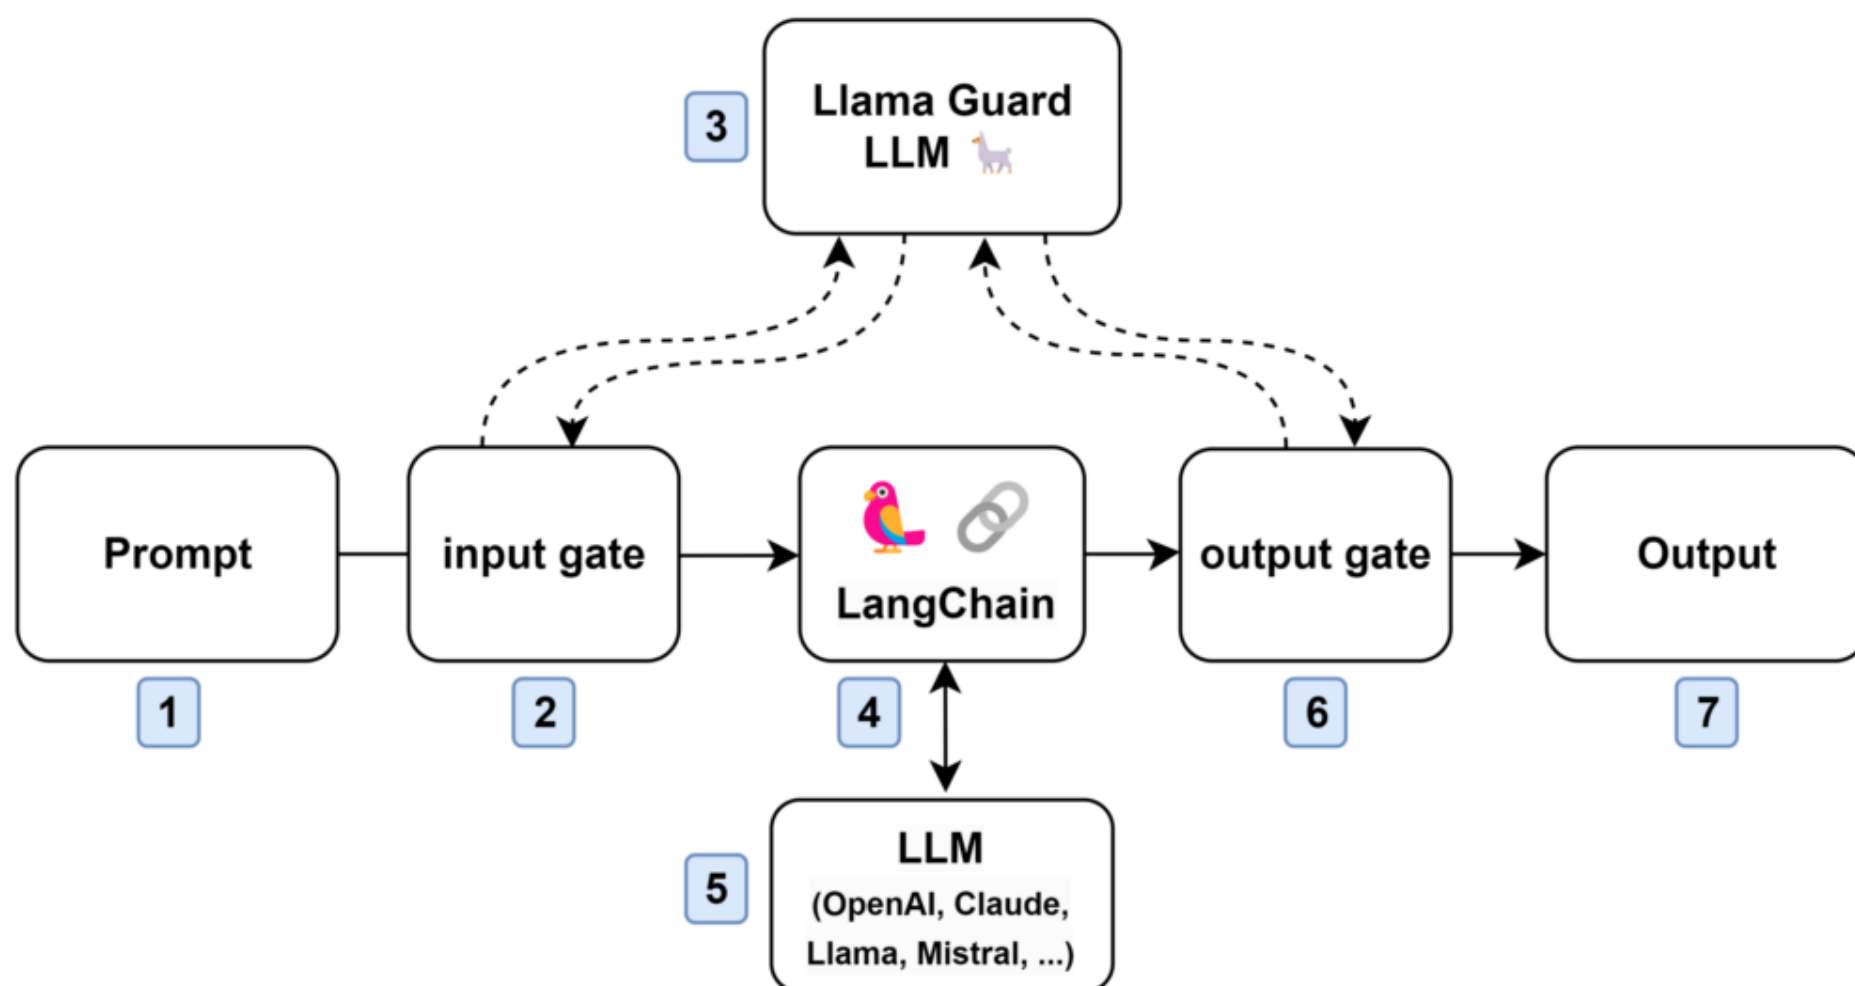 3
Llama Guard
LLM
Prompt
input gate
LangChain
output gate
Output
1
2
4
6
7
5
LLM
(OpenAI, Claude,
Llama, Mistral, ...)